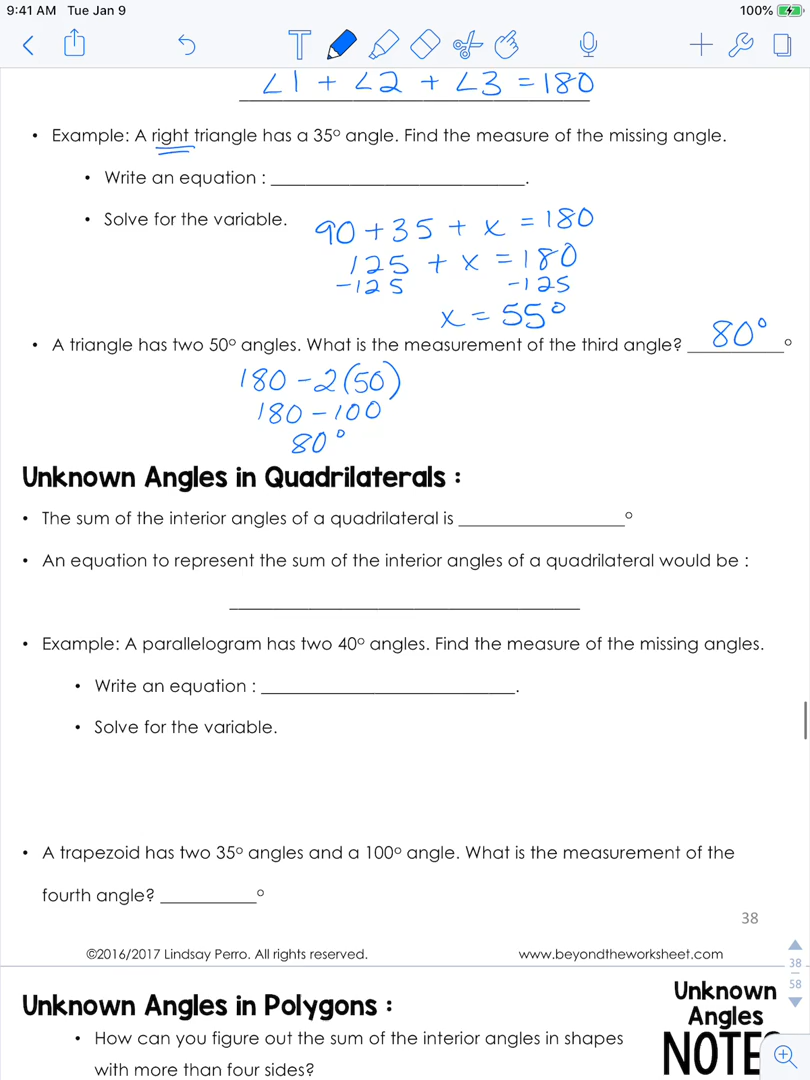 9:41 AM Tue Jan 9 100%
T
∠1 + ∠2 + ∠3 = 180
• Example: A right triangle has a 35° angle. Find the measure of the missing angle.
• Write an equation : ____________________.
• Solve for the variable.
90 + 35 + x = 180
125 + x = 180
-125 -125
x = 55°
• A triangle has two 50° angles. What is the measurement of the third angle? 80° °
180 - 2(50)
180 - 100
80°
Unknown Angles in Quadrilaterals :
• The sum of the interior angles of a quadrilateral is ______________°
• An equation to represent the sum of the interior angles of a quadrilateral would be :
____________________________
• Example: A parallelogram has two 40° angles. Find the measure of the missing angles.
• Write an equation : ____________________.
• Solve for the variable.
• A trapezoid has two 35° angles and a 100° angle. What is the measurement of the
fourth angle? ________°
38
©2016/2017 Lindsay Perro. All rights reserved. www.beyondtheworksheet.com
38
58
Unknown Angles in Polygons :
Unknown
Angles
NOTES
• How can you figure out the sum of the interior angles in shapes
with more than four sides?